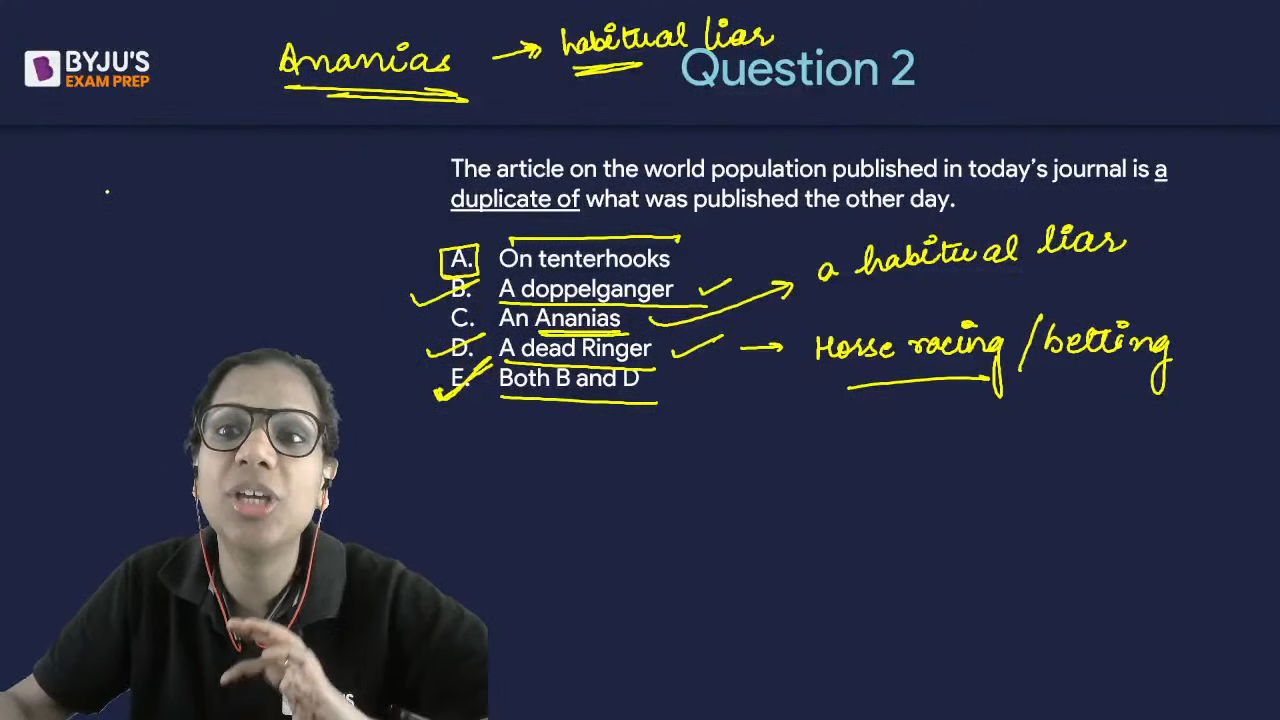 BYJU'S
EXAM PREP
Ananias → habitual liar
Question 2
The article on the world population published in today's journal is a
duplicate of what was published the other day.
A. On tenterhooks
B. A doppelganger
C. An Ananias
a habitual liar
D. A dead Ringer
Horse racing / betting
E. Both B and D